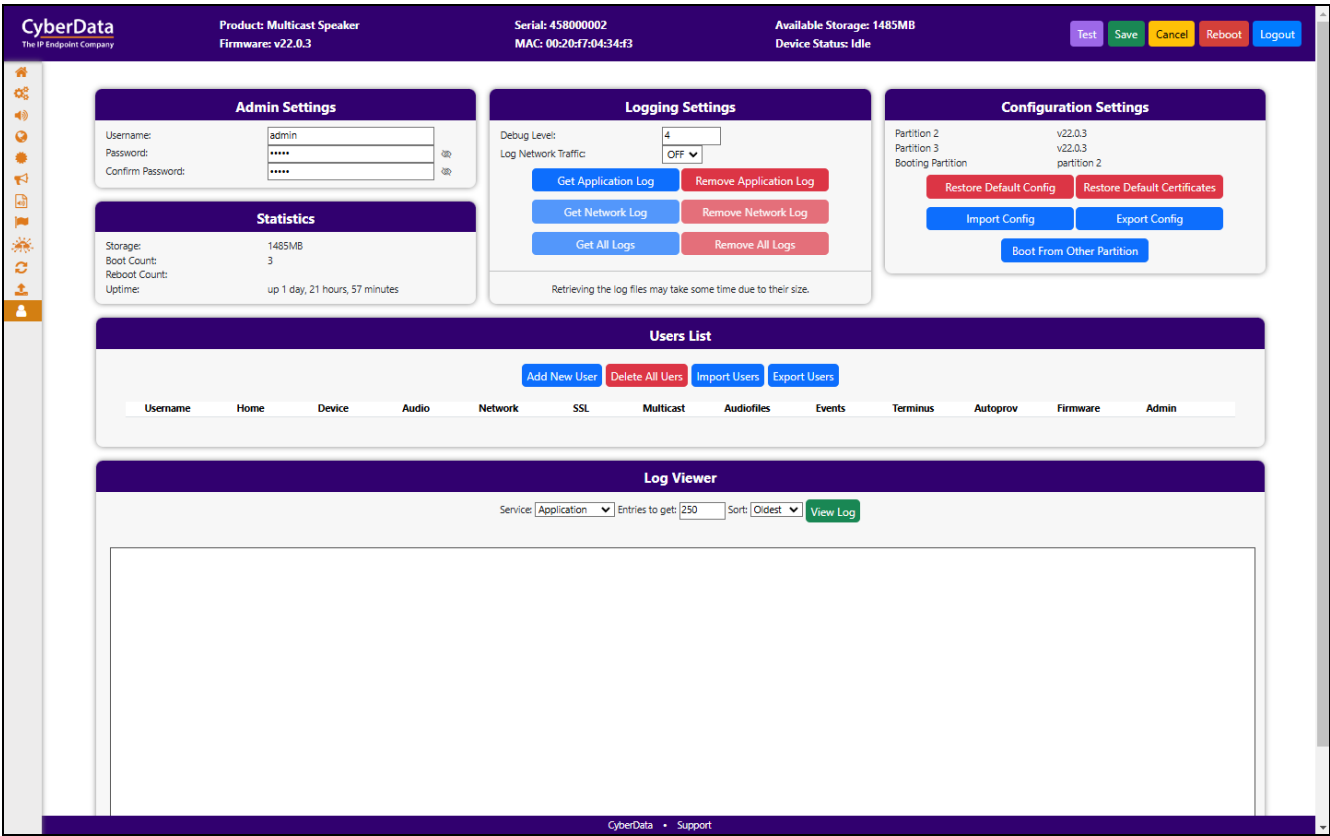 CyberData
The IP Endpoint Company
Product: Multicast Speaker
Firmware: v22.0.3
Serial: 458000002
MAC: 00:20:f7:04:34:f3
Available Storage: 1485MB
Device Status: Idle
Test Save Cancel Reboot Logout
Admin Settings
Username: admin
Password: •••••
Confirm Password: •••••
Statistics
Storage: 1485MB
Boot Count: 3
Reboot Count:
Uptime: up 1 day, 21 hours, 57 minutes
Logging Settings
Debug Level: 4
Log Network Traffic: OFF
Get Application Log Remove Application Log
Get Network Log Remove Network Log
Get All Logs Remove All Logs
Retrieving the log files may take some time due to their size.
Configuration Settings
Partition 2 v22.0.3
Partition 3 v22.0.3
Booting Partition partition 2
Restore Default Config Restore Default Certificates
Import Config Export Config
Boot From Other Partition
Users List
Add New User Delete All Uers Import Users Export Users
Username Home Device Audio Network SSL Multicast Audiofiles Events Terminus Autoprov Firmware Admin
Log Viewer
Service: Application Entries to get: 250 Sort: Oldest View Log
CyberData • Support